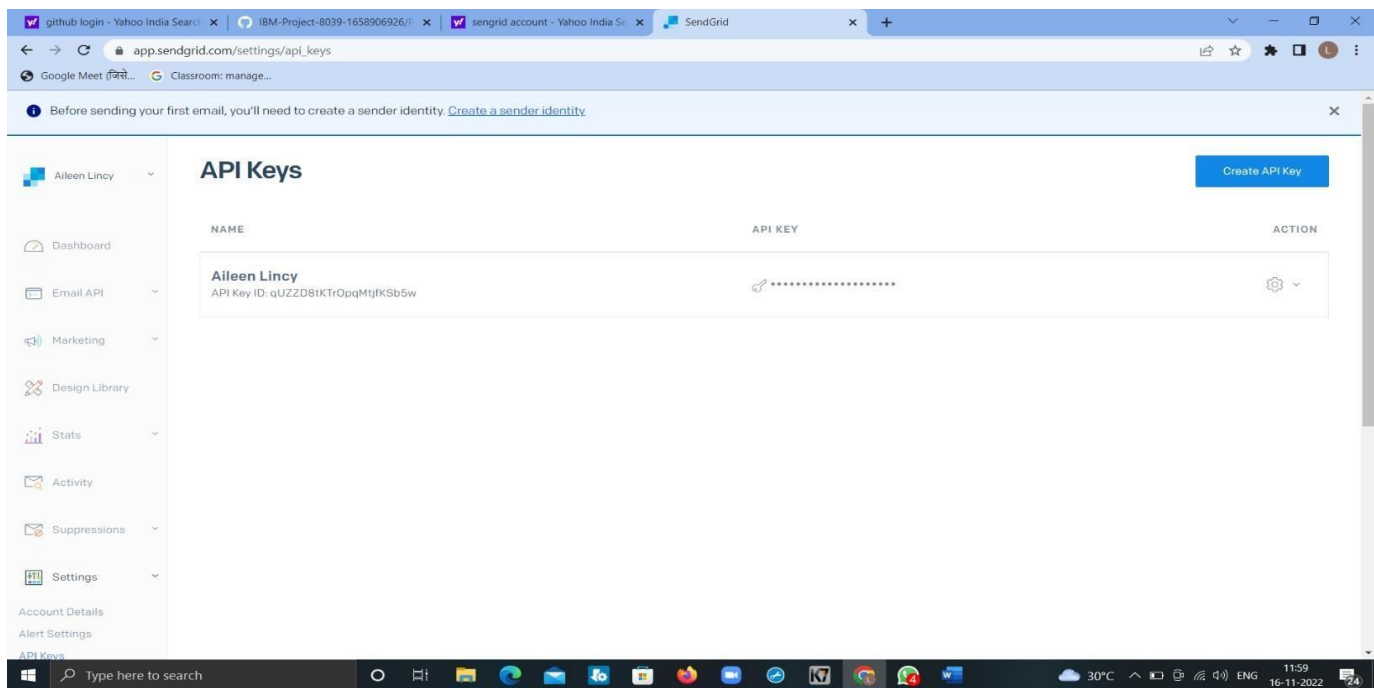 github login - Yahoo India Search
IBM-Project-8039-1658906926/P
sengrid account - Yahoo India Se
SendGrid
app.sendgrid.com/settings/api_keys
L
Google Meet (जिसे...
Classroom: manage...
Before sending your first email, you'll need to create a sender identity. Create a sender identity
Aileen Lincy
API Keys
Create API Key
NAME
API KEY
ACTION
Aileen Lincy
API Key ID: qUZZD8tKTrOpqMtjfKSb5w
••••••••••••••••••••
Dashboard
Email API
Marketing
Design Library
Stats
Activity
Suppressions
Settings
Account Details
Alert Settings
API Keys
Type here to search
30°C
ENG
11:59
16-11-2022
24